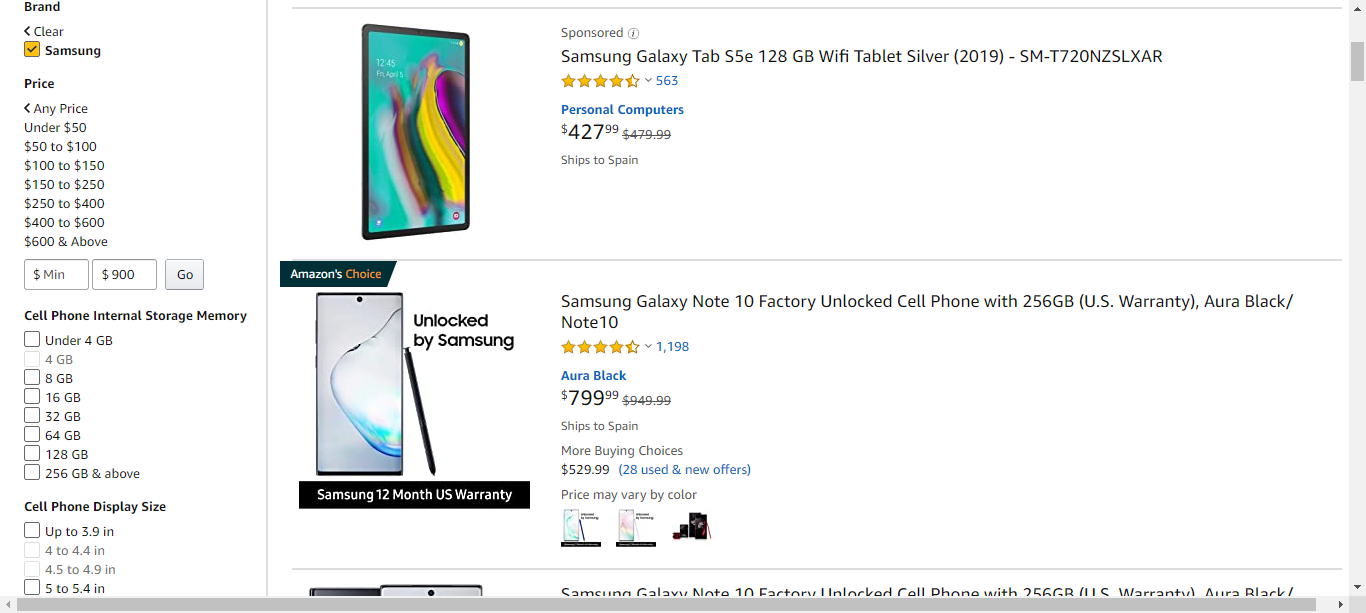 Brand
Clear
Samsung
Price
Any Price
Under $50
$50 to $100
$100 to $150
$150 to $250
$250 to $400
$400 to $600
$600 & Above
$ Min $ 900 Go
Cell Phone Internal Storage Memory
Under 4 GB
4 GB
8 GB
16 GB
32 GB
64 GB
128 GB
256 GB & above
Cell Phone Display Size
Up to 3.9 in
4 to 4.4 in
4.5 to 4.9 in
5 to 5.4 in
12:45
Fri, April 5
Sponsored
Samsung Galaxy Tab S5e 128 GB Wifi Tablet Silver (2019) - SM-T720NZSLXAR
563
Personal Computers
$427.99 $479.99
Ships to Spain
Amazon's Choice
Unlocked
by Samsung
Samsung 12 Month US Warranty
Samsung Galaxy Note 10 Factory Unlocked Cell Phone with 256GB (U.S. Warranty), Aura Black/
Note10
1,198
Aura Black
$799.99 $949.99
Ships to Spain
More Buying Choices
$529.99 (28 used & new offers)
Price may vary by color
Samsung Galaxy Note 10 Factory Unlocked Cell Phone with 256GB (U.S. Warranty), Aura Black/